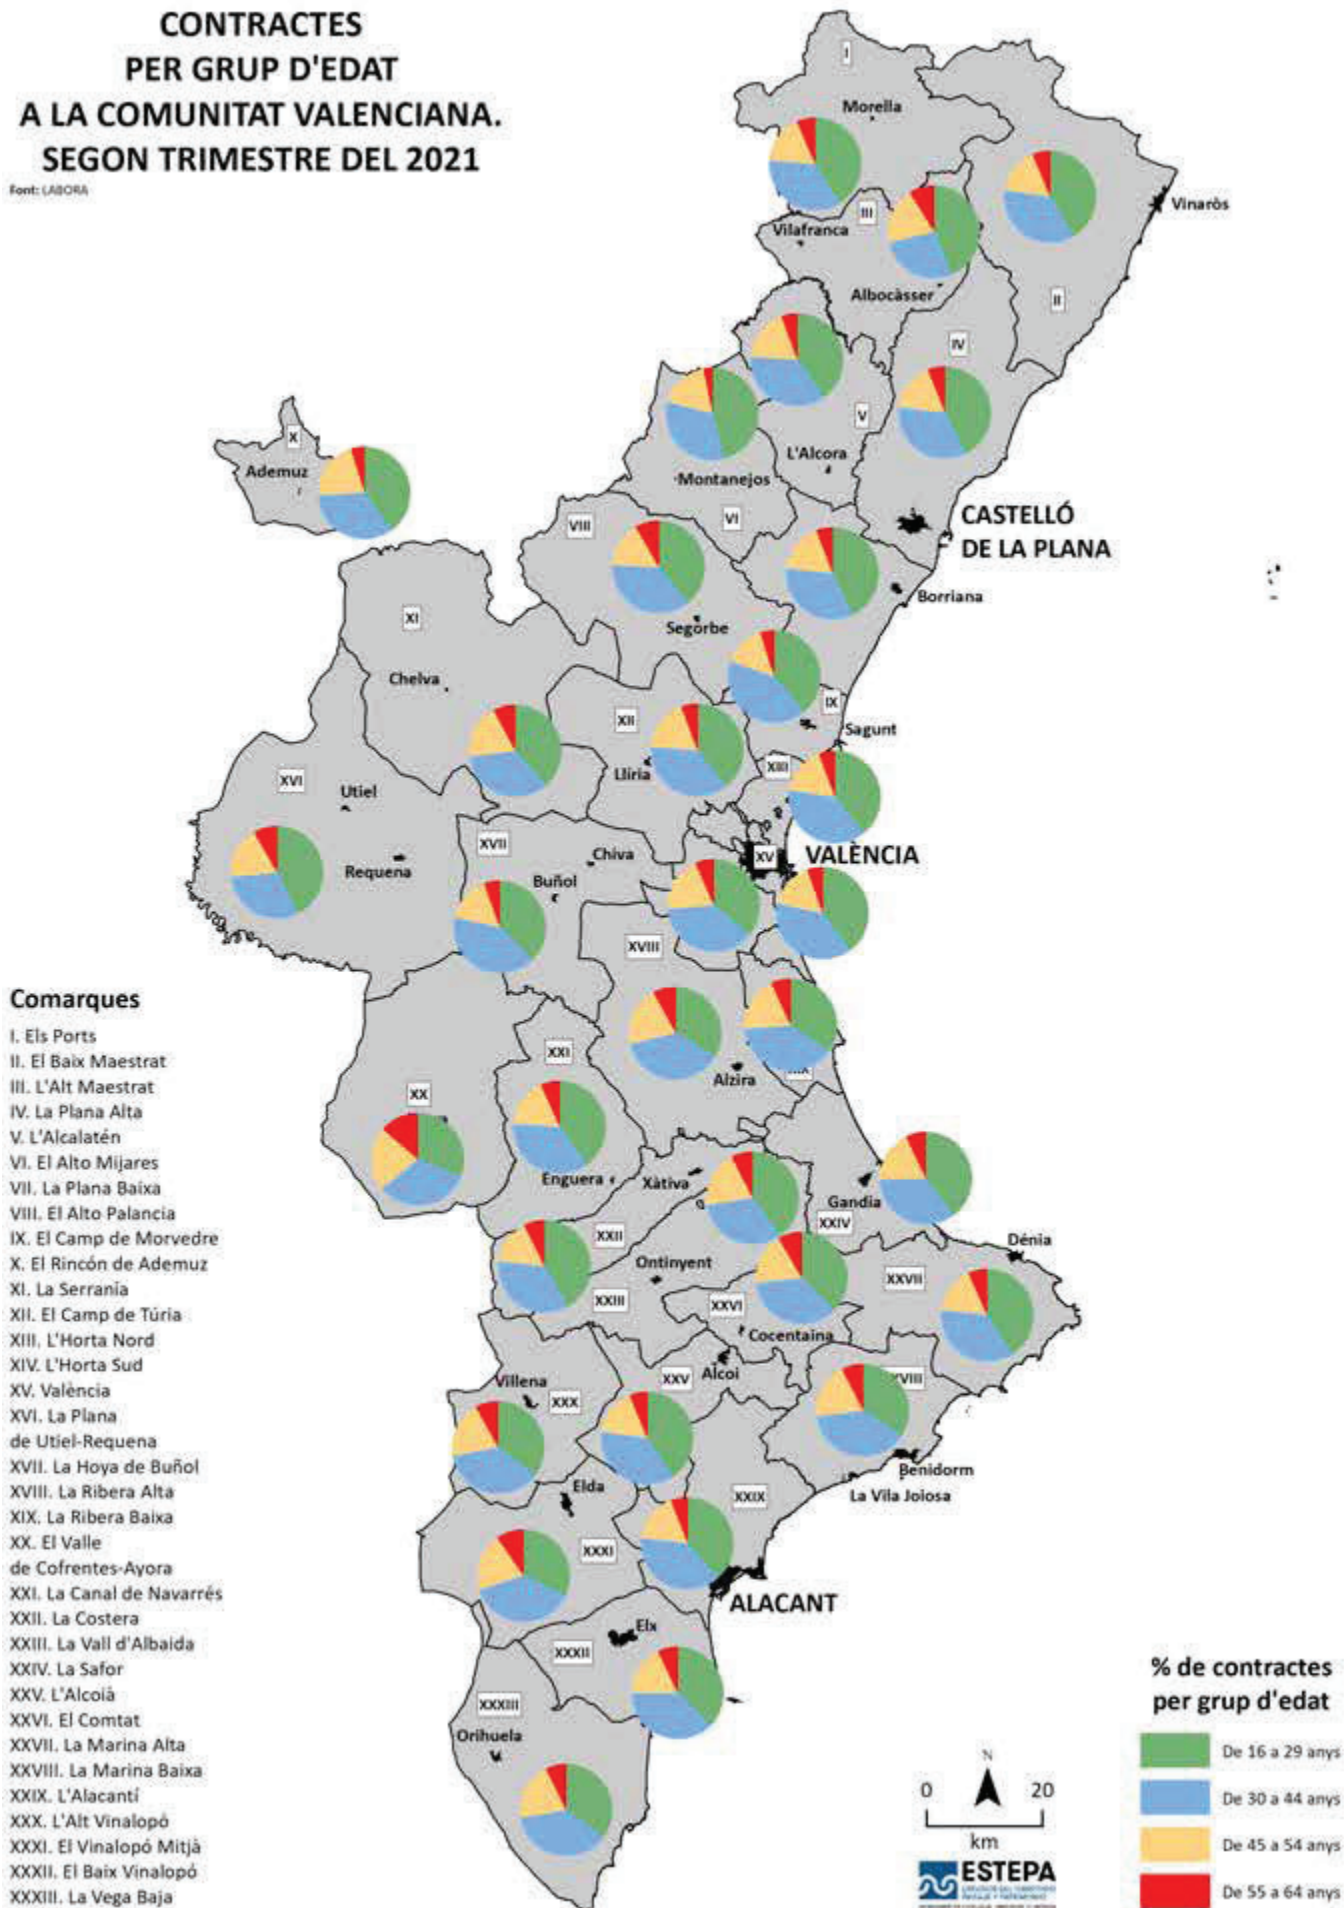 CONTRACTES
PER GRUP D'EDAT
A LA COMUNITAT VALENCIANA.
SEGON TRIMESTRE DEL 2021
Font: LABORA
I
Morella
Vinaròs
III
Vilafranca
Albocàsser
II
IV
V
L'Alcora
X
Ademuz
Montanejos
VI
VIII
CASTELLÓ
DE LA PLANA
Borriana
Segorbe
XI
Chelva
IX
Sagunt
XII
Llíria
XIII
XVI
Utiel
Requena
XVII
Chiva
Buñol
XV
VALÈNCIA
XVIII
XXI
Alzira
XX
Enguera
Xàtiva
Gandia
XXIV
XXII
Dénia
Ontinyent
XXVII
XXIII
XXVI
Cocentaina
Alcoi
XXV
Villena
XXX
VIII
Benidorm
La Vila Joiosa
Elda
XXIX
XXXI
ALACANT
Elx
XXXII
XXXIII
Orihuela
Comarques
I. Els Ports
II. El Baix Maestrat
III. L'Alt Maestrat
IV. La Plana Alta
V. L'Alcalatén
VI. El Alto Mijares
VII. La Plana Baixa
VIII. El Alto Palancia
IX. El Camp de Morvedre
X. El Rincón de Ademuz
XI. La Serranía
XII. El Camp de Túria
XIII. L'Horta Nord
XIV. L'Horta Sud
XV. València
XVI. La Plana
de Utiel-Requena
XVII. La Hoya de Buñol
XVIII. La Ribera Alta
XIX. La Ribera Baixa
XX. El Valle
de Cofrentes-Ayora
XXI. La Canal de Navarrés
XXII. La Costera
XXIII. La Vall d'Albaida
XXIV. La Safor
XXV. L'Alcoià
XXVI. El Comtat
XXVII. La Marina Alta
XXVIII. La Marina Baixa
XXIX. L'Alacantí
XXX. L'Alt Vinalopó
XXXI. El Vinalopó Mitjà
XXXII. El Baix Vinalopó
XXXIII. La Vega Baja
N
0 20
km
ESTEPA
% de contractes
per grup d'edat
De 16 a 29 anys
De 30 a 44 anys
De 45 a 54 anys
De 55 a 64 anys